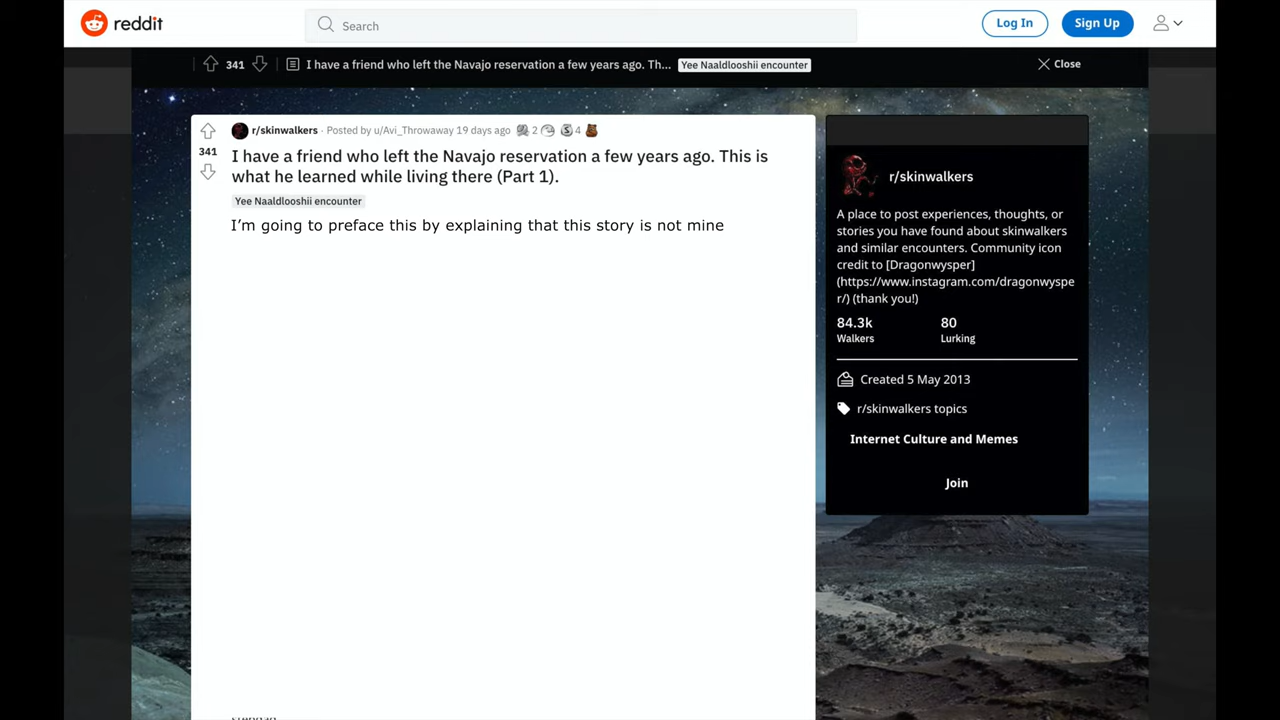 reddit
Search
Log In
Sign Up
341
I have a friend who left the Navajo reservation a few years ago. Th...
Yee Naaldlooshii encounter
Close
r/skinwalkers · Posted by u/Avi_Throwaway 19 days ago 2 4
341
I have a friend who left the Navajo reservation a few years ago. This is
what he learned while living there (Part 1).
Yee Naaldlooshii encounter
I’m going to preface this by explaining that this story is not mine
r/skinwalkers
A place to post experiences, thoughts, or
stories you have found about skinwalkers
and similar encounters. Community icon
credit to [Dragonwysper]
(https://www.instagram.com/dragonwyspe
r/) (thank you!)
84.3k
Walkers
80
Lurking
Created 5 May 2013
r/skinwalkers topics
Internet Culture and Memes
Join